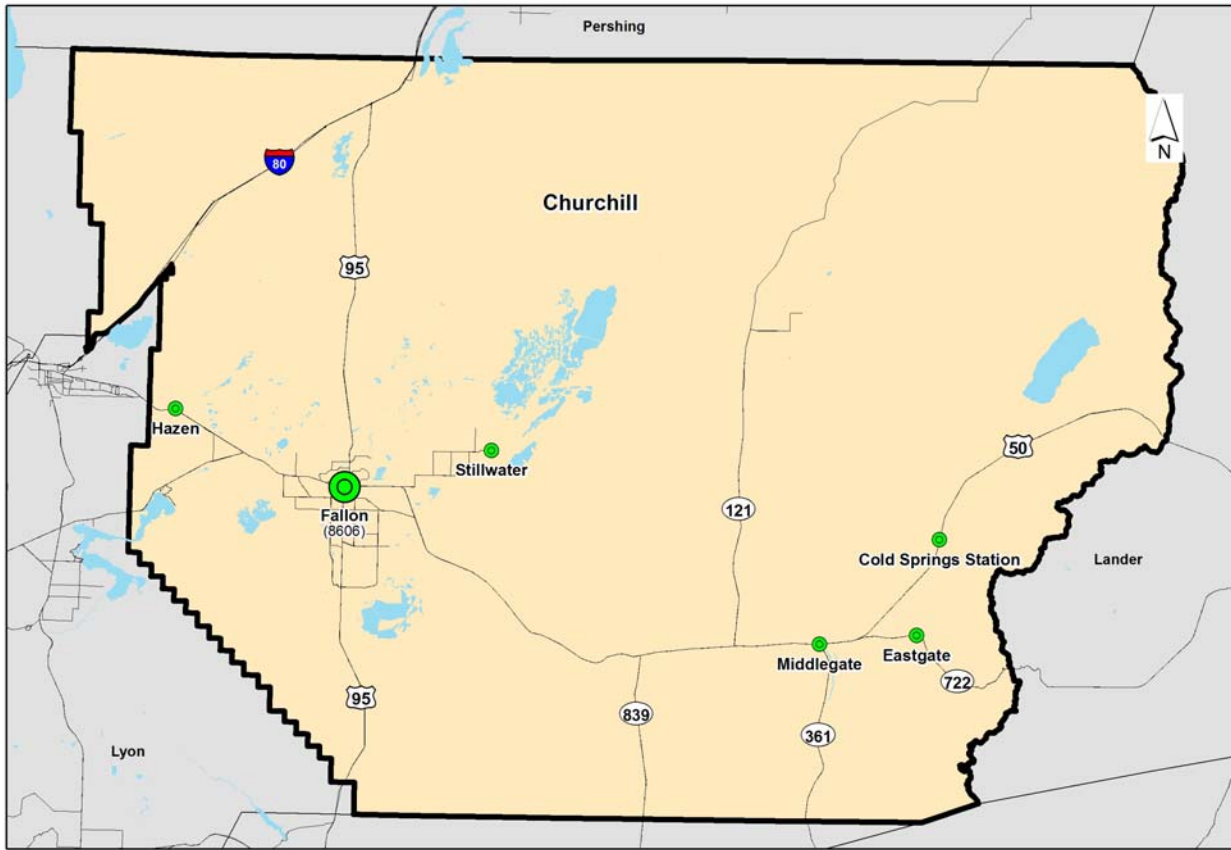 Pershing
N
80
Churchill
95
Hazen
Stillwater
50
Fallon
(8606)
121
Cold Springs Station
Lander
Middlegate
Eastgate
722
95
839
361
Lyon